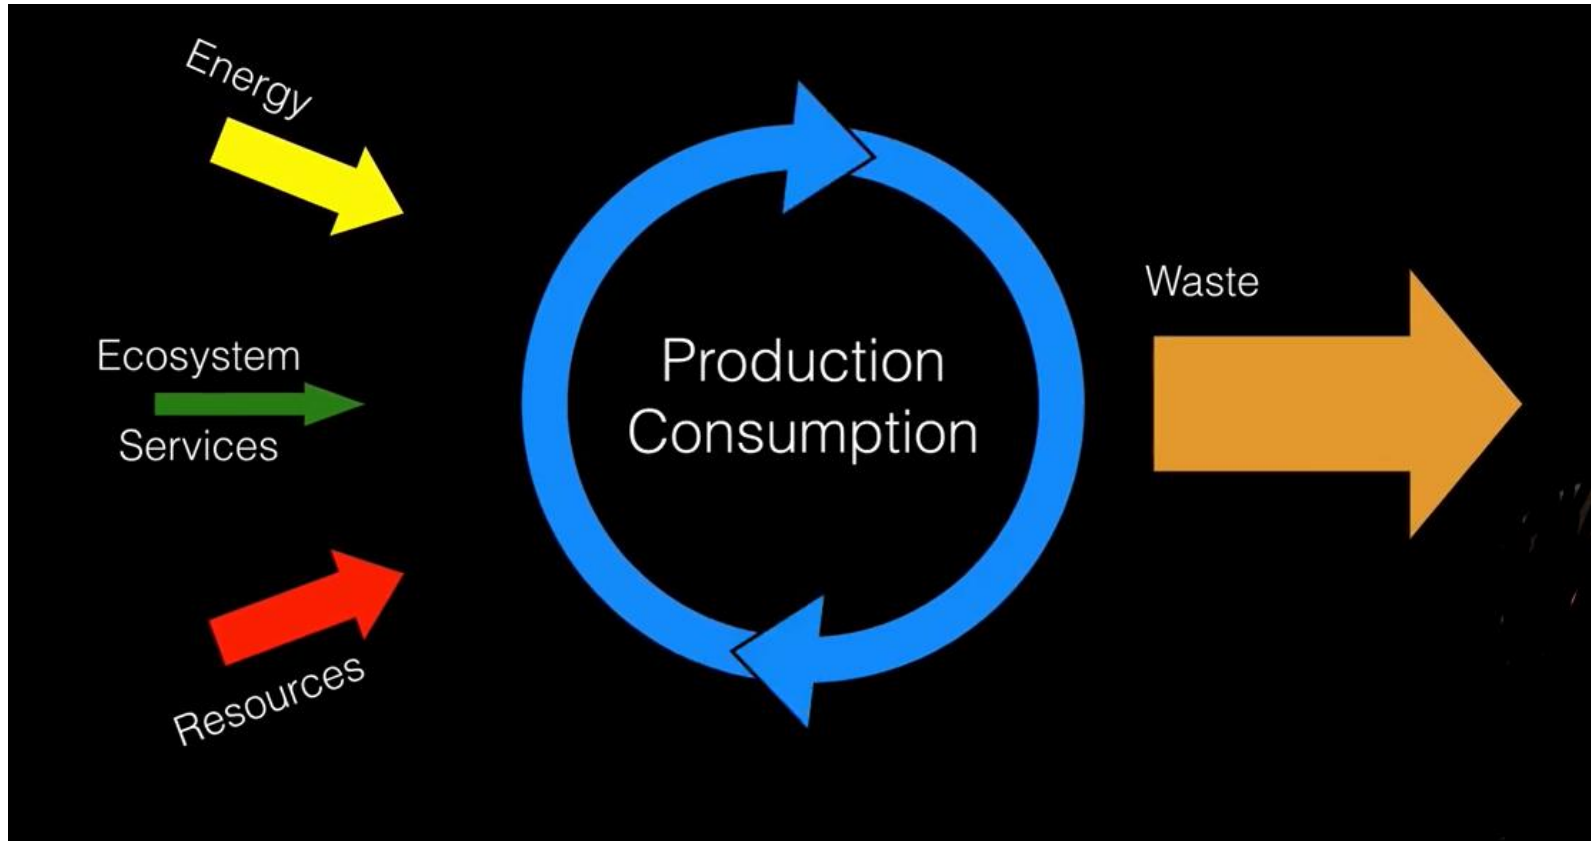 Energy
Ecosystem
Services
Resources
Production
Consumption
Waste